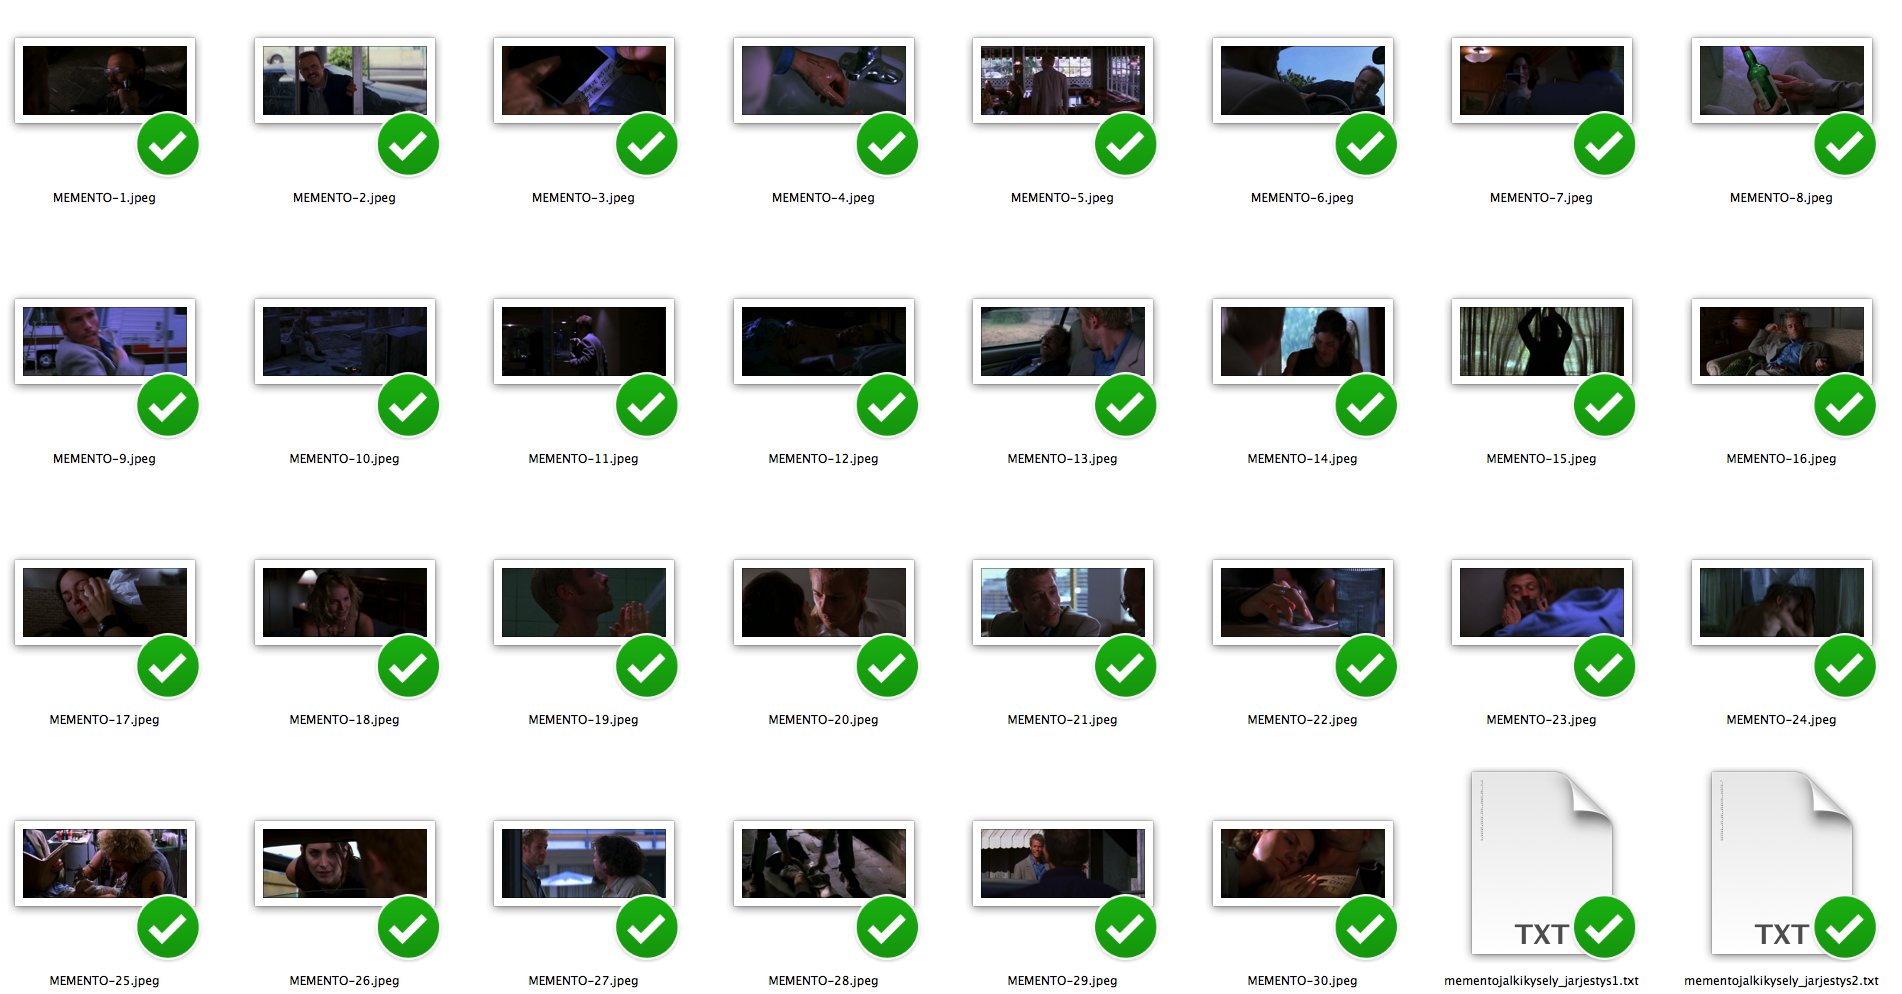 MEMENTO-1.jpeg
MEMENTO-2.jpeg
MEMENTO-3.jpeg
MEMENTO-4.jpeg
MEMENTO-5.jpeg
MEMENTO-6.jpeg
MEMENTO-7.jpeg
MEMENTO-8.jpeg
MEMENTO-9.jpeg
MEMENTO-10.jpeg
MEMENTO-11.jpeg
MEMENTO-12.jpeg
MEMENTO-13.jpeg
MEMENTO-14.jpeg
MEMENTO-15.jpeg
MEMENTO-16.jpeg
MEMENTO-17.jpeg
MEMENTO-18.jpeg
MEMENTO-19.jpeg
MEMENTO-20.jpeg
MEMENTO-21.jpeg
MEMENTO-22.jpeg
MEMENTO-23.jpeg
MEMENTO-24.jpeg
TXT
TXT
MEMENTO-25.jpeg
MEMENTO-26.jpeg
MEMENTO-27.jpeg
MEMENTO-28.jpeg
MEMENTO-29.jpeg
MEMENTO-30.jpeg
mementojalkikysely_jarjestys1.txt
mementojalkikysely_jarjestys2.txt